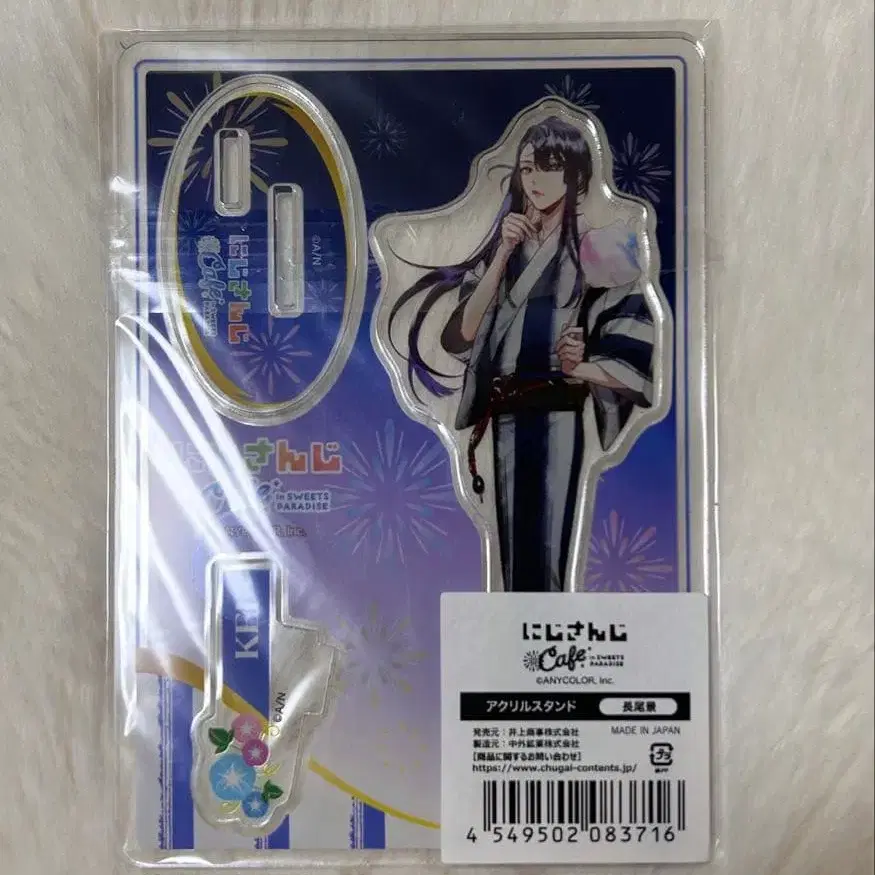 にじさんじ
Cafe
in SWEETS
PARADISE
©A/N
さんじ
Cafe
in SWEETS
PARADISE
R, Inc.
©A/N
にじさんじ
Cafe
in SWEETS
PARADISE
©ANYCOLOR, Inc.
アクリルスタンド 長尾景
発売元:井上商事株式会社 MADE IN JAPAN
製造元:中外鉱業株式会社
[商品に関するお問い合わせ]
https://www.chugai-contents.jp/
プラ
4 549502 083716